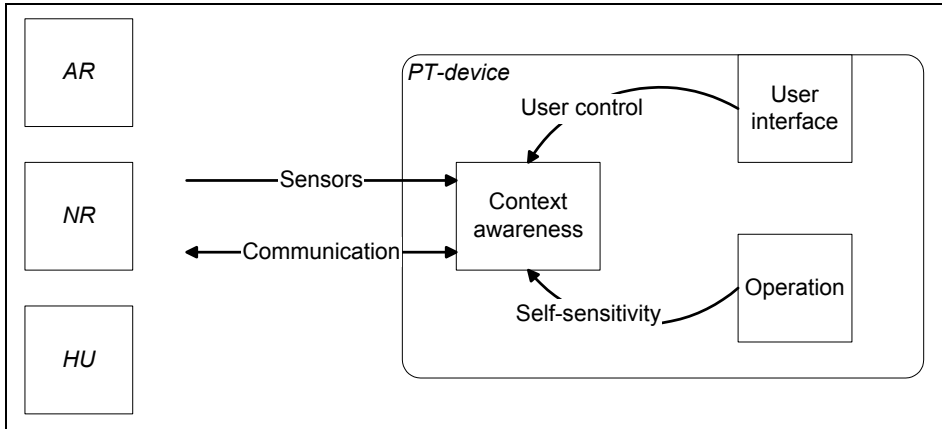 AR
NR
HU
PT-device
User control
User
interface
Sensors
Context
awareness
Communication
Self-sensitivity
Operation